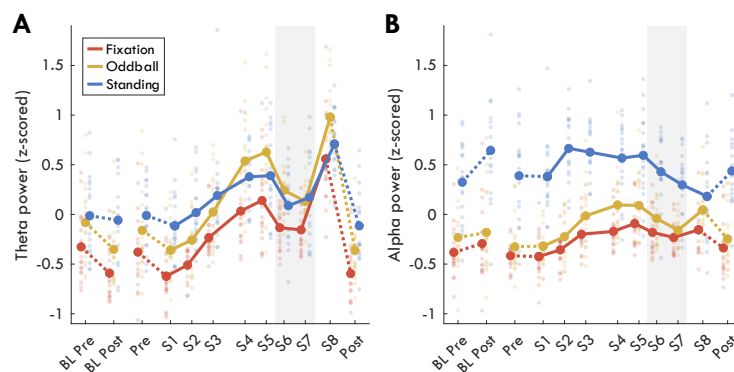 A
Fixation
Oddball
Standing
Theta power (z-scored)
1.5
1
0.5
0
-0.5
-1
BL Pre
BL Post
Pre
S1
S2
S3
S4
S5
S6
S7
S8
Post
B
Alpha power (z-scored)
1.5
1
0.5
0
-0.5
-1
BL Pre
BL Post
Pre
S1
S2
S3
S4
S5
S6
S7
S8
Post